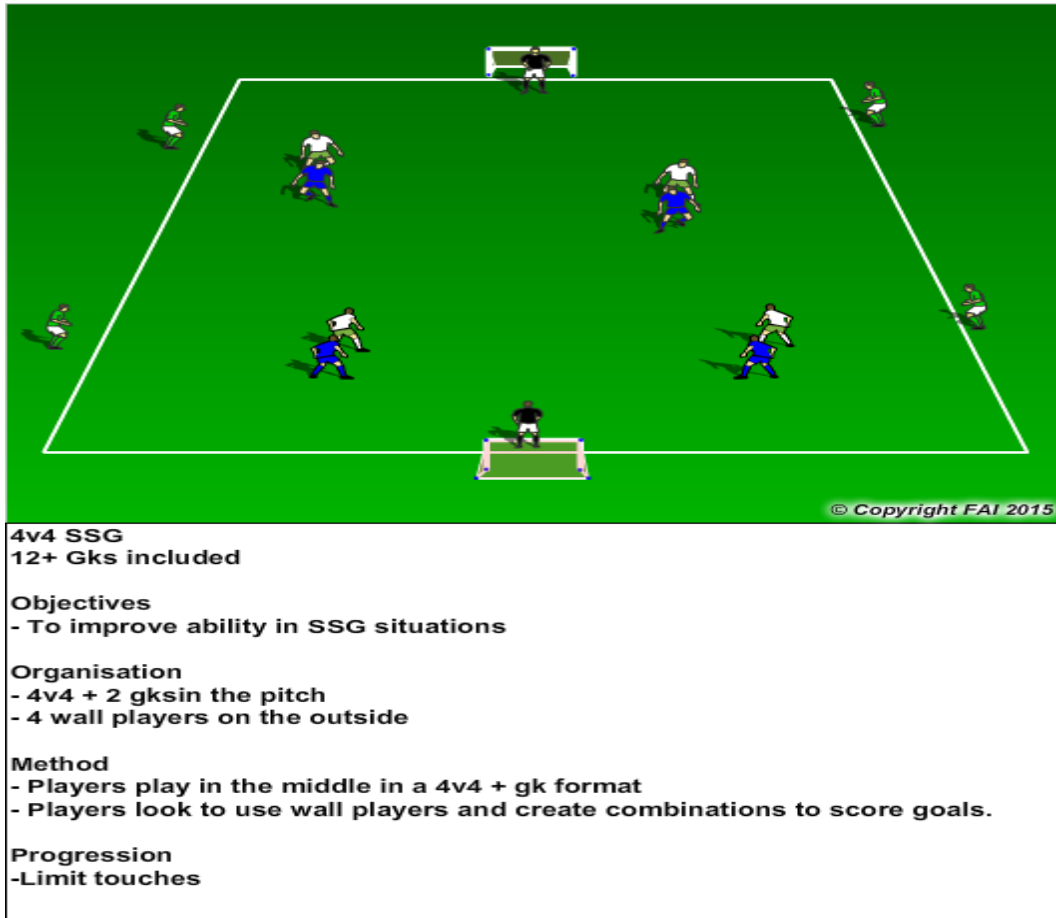 © Copyright FAI 2015
4v4 SSG
12+ Gks included
Objectives
- To improve ability in SSG situations
Organisation
- 4v4 + 2 gksin the pitch
- 4 wall players on the outside
Method
- Players play in the middle in a 4v4 + gk format
- Players look to use wall players and create combinations to score goals.
Progression
-Limit touches